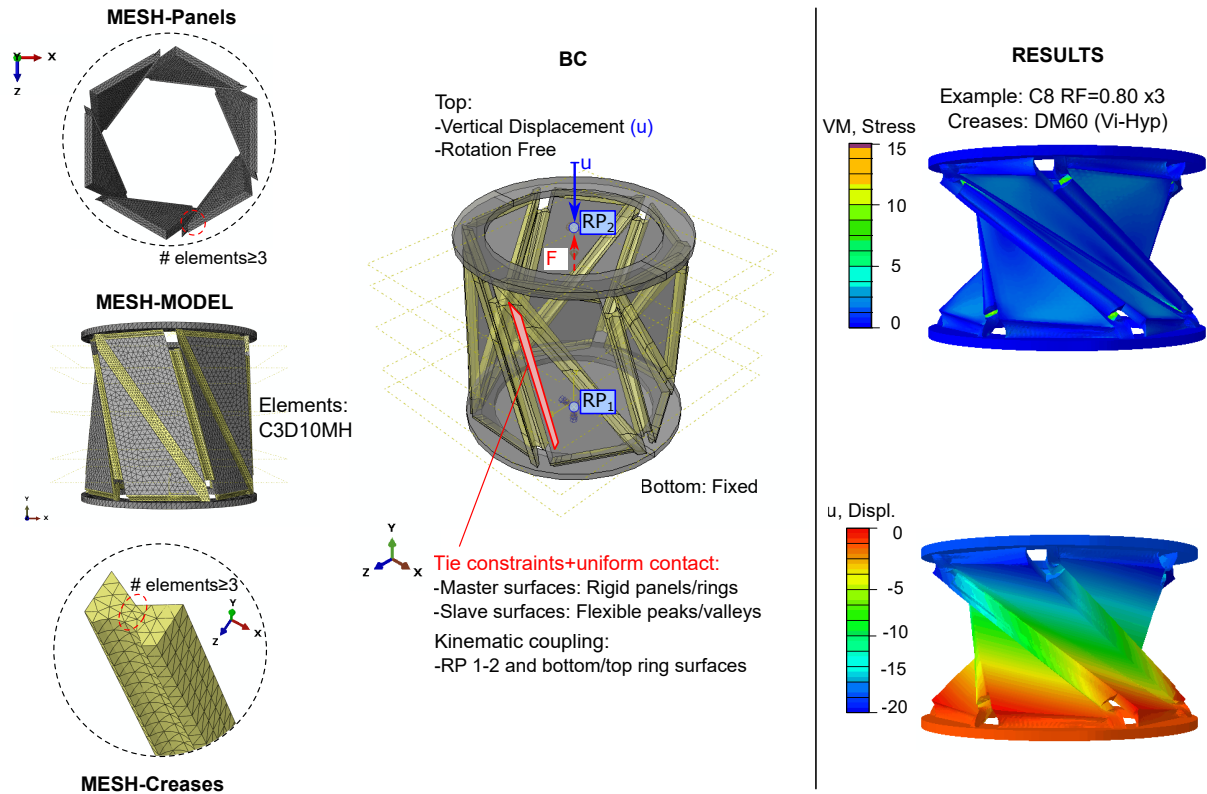 MESH-Panels
Y
X
Z
# elements≥3
MESH-MODEL
Elements:
C3D10MH
Y
X
# elements≥3
Y
X
Z
MESH-Creases
BC
Top:
-Vertical Displacement (u)
-Rotation Free
u
RP2
F
RP1
Bottom: Fixed
Y
Z
X
Tie constraints+uniform contact:
-Master surfaces: Rigid panels/rings
-Slave surfaces: Flexible peaks/valleys
Kinematic coupling:
-RP 1-2 and bottom/top ring surfaces
RESULTS
Example: C8 RF=0.80 x3
Creases: DM60 (Vi-Hyp)
VM, Stress
15
10
5
0
u, Displ.
0
-5
-10
-15
-20